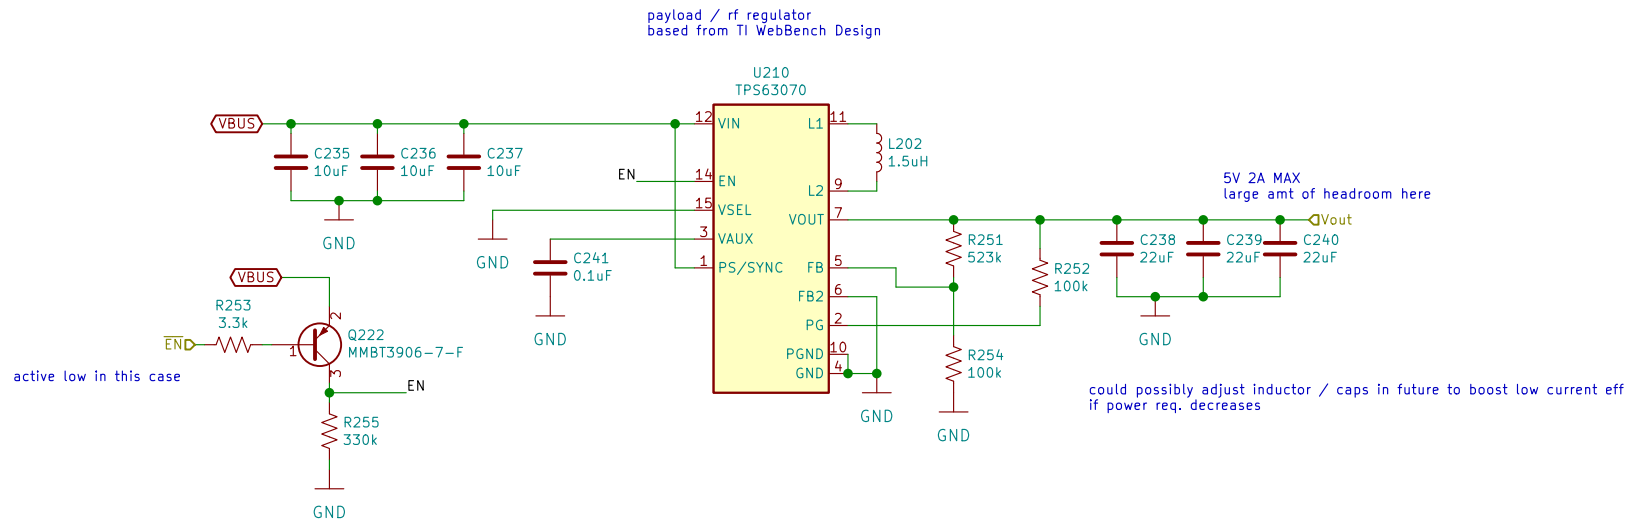 payload / rf regulator
based from TI WebBench Design
U210
TPS63070
VBUS
C235
10uF
C236
10uF
C237
10uF
GND
12
VIN
14
EN
EN
15
VSEL
3
VAUX
1
PS/SYNC
GND
C241
0.1uF
GND
L1
11
L2
9
VOUT
7
FB
5
FB2
6
PG
2
PGND
10
GND
4
L202
1.5uH
GND
R251
523k
R252
100k
R254
100k
GND
C238
22uF
C239
22uF
C240
22uF
GND
5V 2A MAX
large amt of headroom here
Vout
could possibly adjust inductor / caps in future to boost low current eff
if power req. decreases
VBUS
R253
3.3k
EN
1
2
3
Q222
MMBT3906-7-F
active low in this case
EN
R255
330k
GND